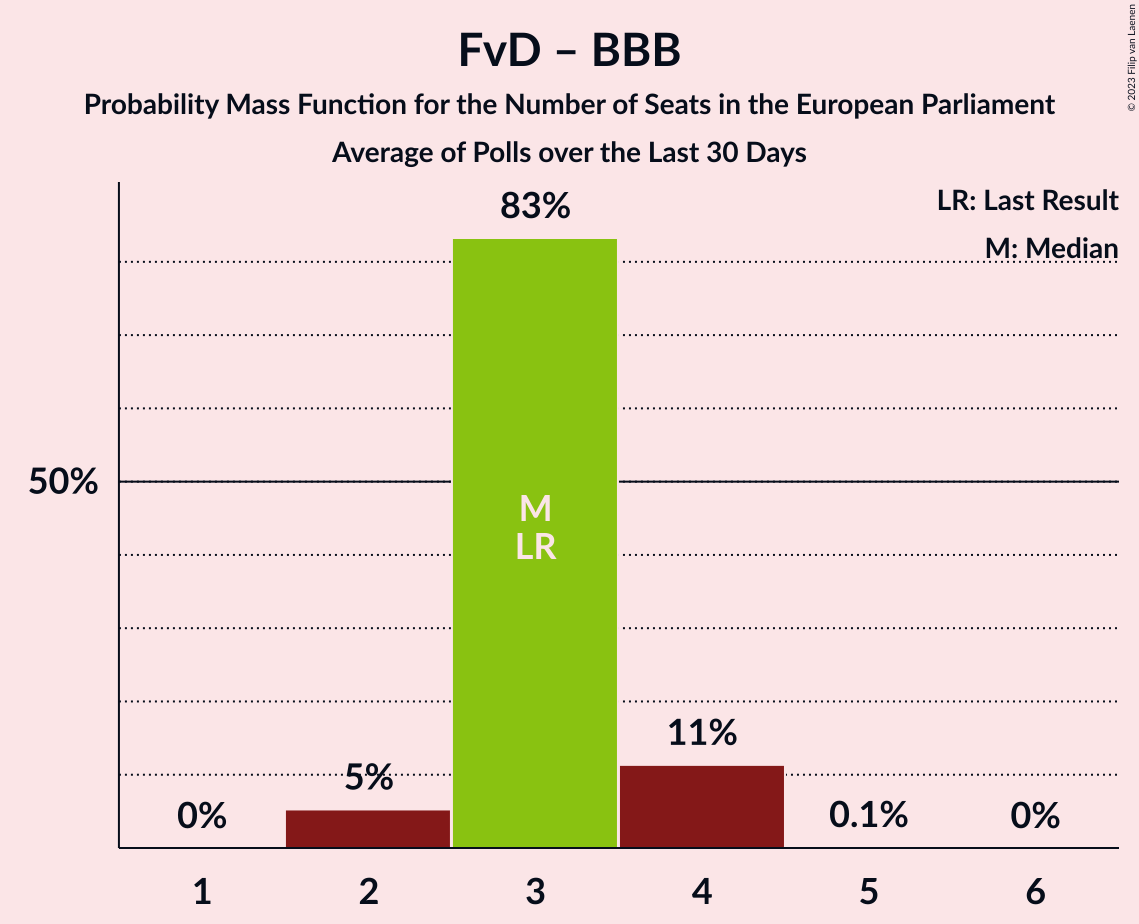 FvD – BBB
Probability Mass Function for the Number of Seats in the European Parliament
Average of Polls over the Last 30 Days
© 2023 Filip van Laenen
LR: Last Result
M: Median
83%
50%
M
LR
11%
5%
0%
0.1%
0%
1 2 3 4 5 6